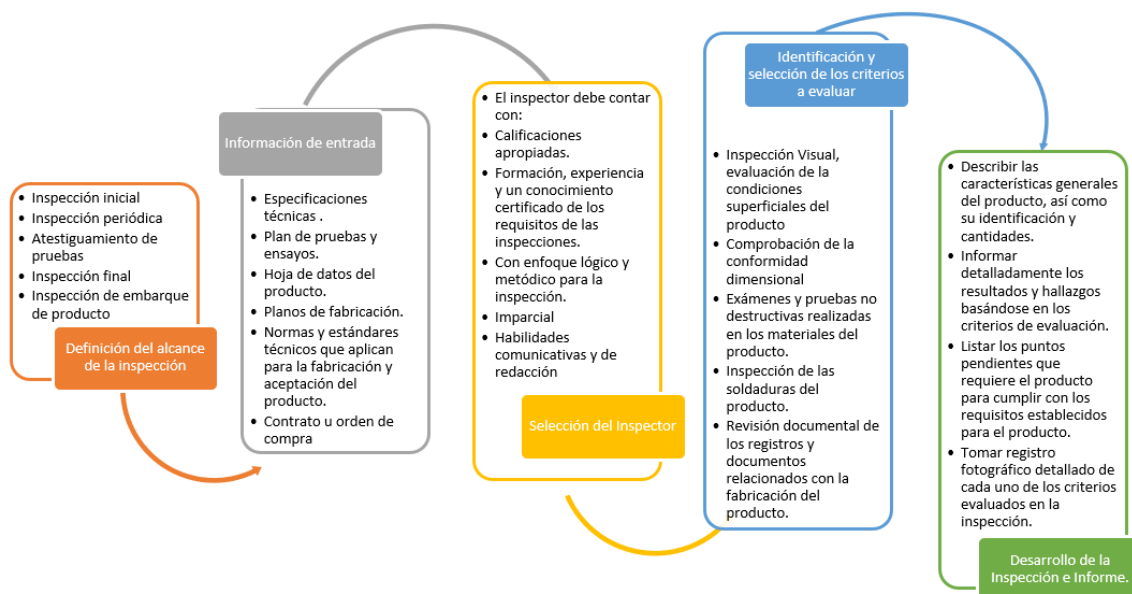 • Inspección inicial
• Inspección periódica
• Atestiguamiento de
pruebas
• Inspección final
• Inspección de embarque
de producto
Definición del alcance
de la inspección
Información de entrada
• Especificaciones
técnicas .
• Plan de pruebas y
ensayos.
• Hoja de datos del
producto.
• Planos de fabricación.
• Normas y estándares
técnicos que aplican
para la fabricación y
aceptación del
producto.
• Contrato u orden de
compra
• El inspector debe contar
con:
• Calificaciones
apropiadas.
• Formación, experiencia
y un conocimiento
certificado de los
requisitos de las
inspecciones.
• Con enfoque lógico y
metódico para la
inspección.
• Imparcial
• Habilidades
comunicativas y de
redacción
Selección del Inspector
Identificación y
selección de los criterios
a evaluar
• Inspección Visual,
evaluación de la
condiciones
superficiales del
producto
• Comprobación de la
conformidad
dimensional
• Exámenes y pruebas no
destructivas realizadas
en los materiales del
producto.
• Inspección de las
soldaduras del
producto.
• Revisión documental de
los registros y
documentos
relacionados con la
fabricación del
producto.
• Describir las
características generales
del producto, así como
su identificación y
cantidades.
• Informar
detalladamente los
resultados y hallazgos
basándose en los
criterios de evaluación.
• Listar los puntos
pendientes que
requiere el producto
para cumplir con los
requisitos establecidos
para el producto.
• Tomar registro
fotográfico detallado de
cada uno de los criterios
evaluados en la
inspección.
Desarrollo de la
Inspección e Informe.